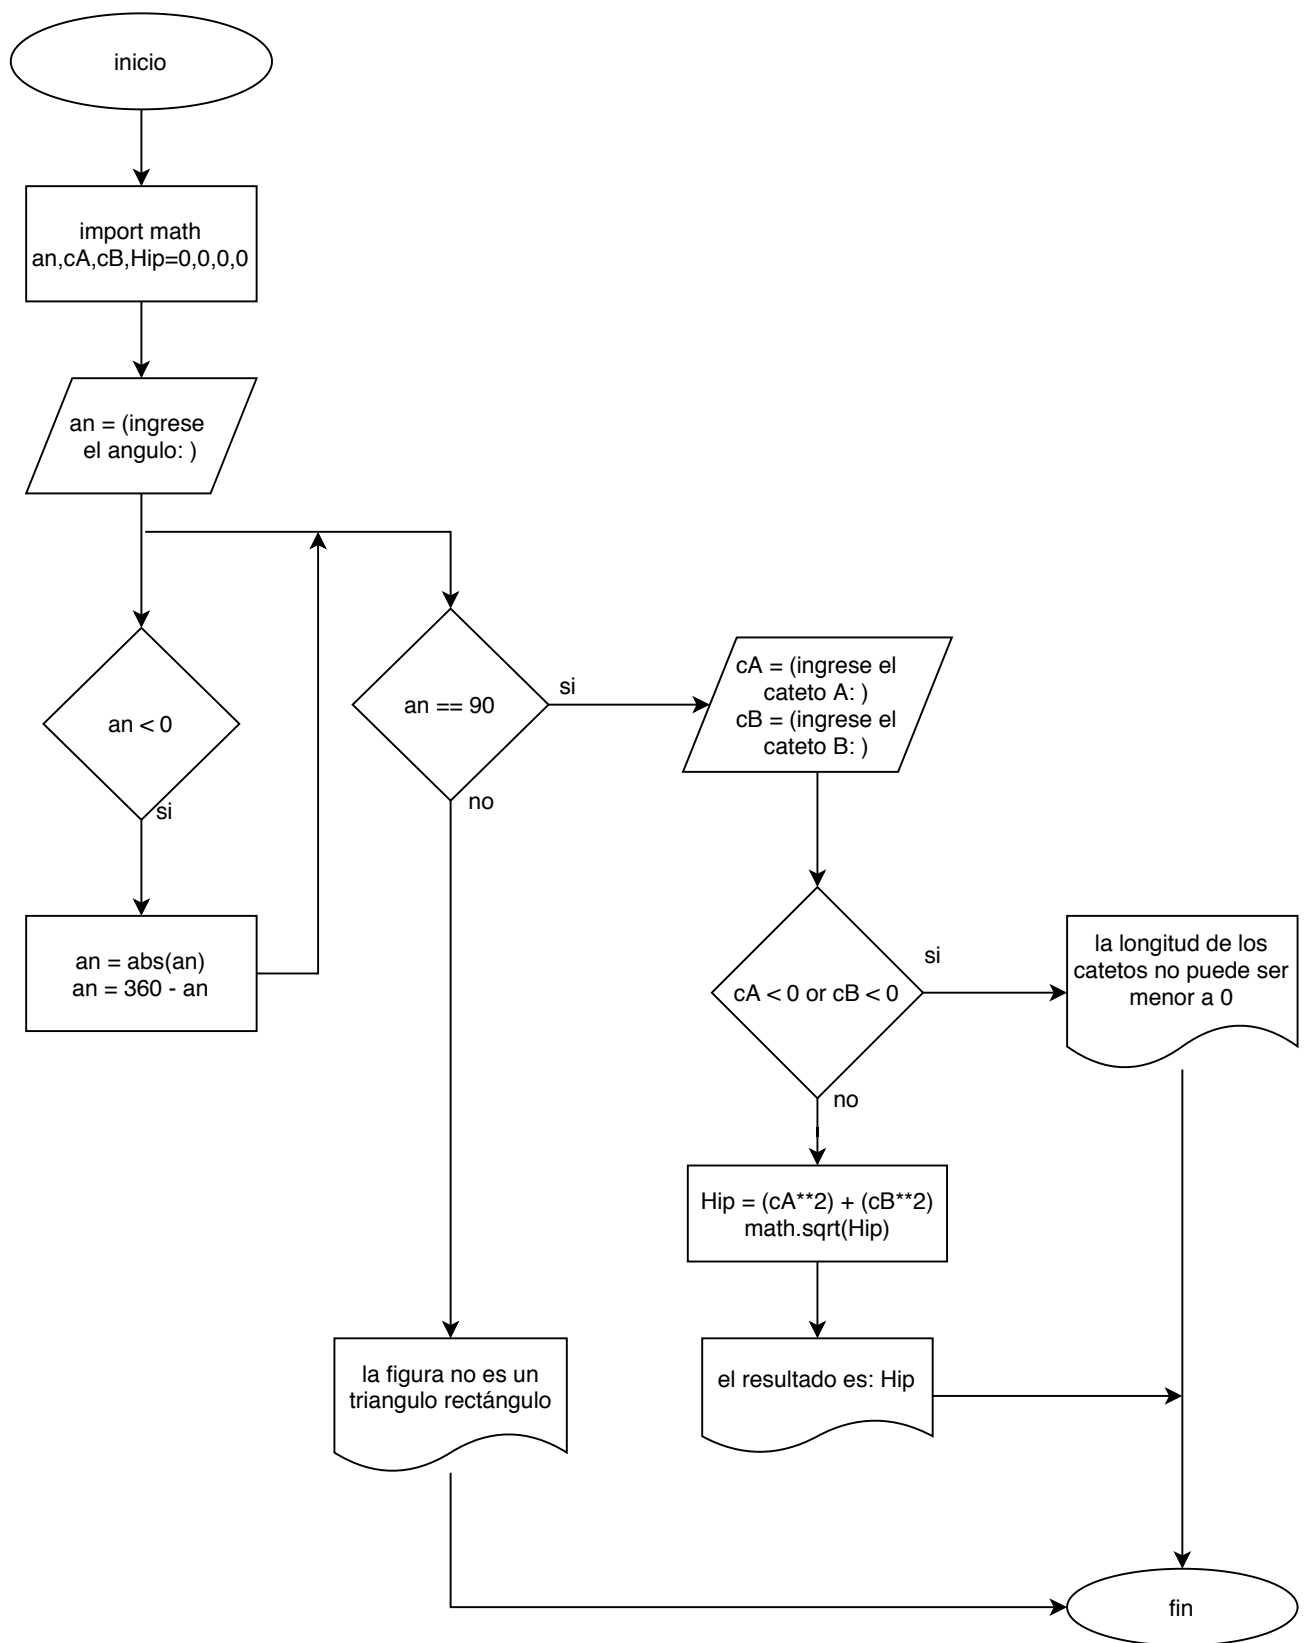 inicio
import math
an,cA,cB,Hip=0,0,0,0
an = (ingrese
el angulo: )
an < 0
si
an = abs(an)
an = 360 - an
an == 90
si
no
cA = (ingrese el
cateto A: )
cB = (ingrese el
cateto B: )
cA < 0 or cB < 0
si
la longitud de los
catetos no puede ser
menor a 0
no
Hip = (cA**2) + (cB**2)
math.sqrt(Hip)
el resultado es: Hip
la figura no es un
triangulo rectángulo
fin